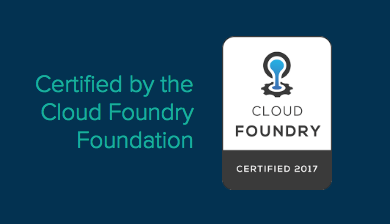 Certified by the
Cloud Foundry
Foundation
CLOUD
FOUNDRY
CERTIFIED 2017